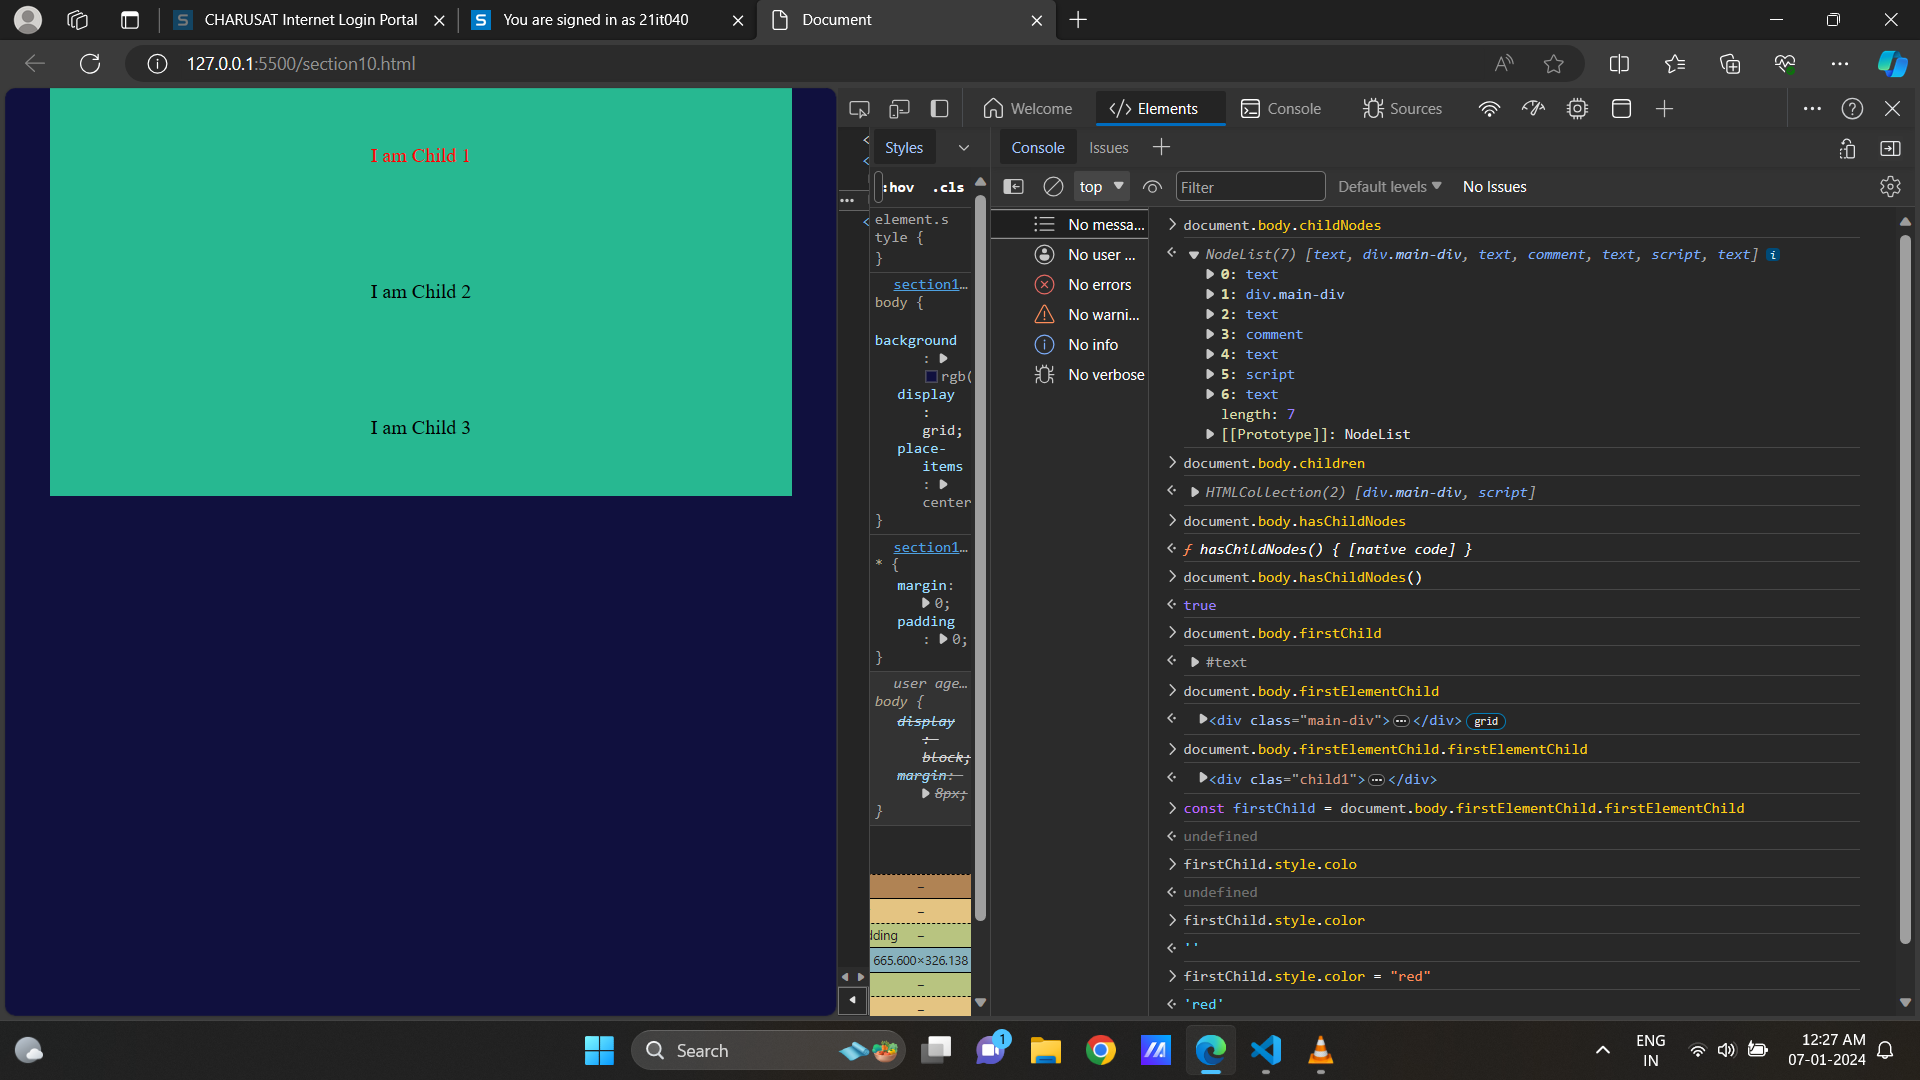 CHARUSAT Internet Login Portal
You are signed in as 21it040
Document
127.0.0.1:5500/section10.html
Welcome
Elements
Console
Sources
Styles
Console
Issues
:hov .cls
top
Filter
Default levels
No Issues
element.s
tyle {
}
section1…
body {
background
:
rgb(
display
:
grid;
place-
items
:
center
}
section1…
* {
margin:
0;
padding
: 0;
}
user age…
body {
display
:
block;
margin:
8px;
}
–
–
dding –
665.600×326.138
–
–
No messa...
No user ...
No errors
No warni...
No info
No verbose
document.body.childNodes
NodeList(7) [text, div.main-div, text, comment, text, script, text]
0: text
1: div.main-div
2: text
3: comment
4: text
5: script
6: text
length: 7
[[Prototype]]: NodeList
document.body.children
HTMLCollection(2) [div.main-div, script]
document.body.hasChildNodes
ƒ hasChildNodes() { [native code] }
document.body.hasChildNodes()
true
document.body.firstChild
#text
document.body.firstElementChild
<div class="main-div">…</div> grid
document.body.firstElementChild.firstElementChild
<div clas="child1">…</div>
const firstChild = document.body.firstElementChild.firstElementChild
undefined
firstChild.style.colo
undefined
firstChild.style.color
''
firstChild.style.color = "red"
'red'
I am Child 1
I am Child 2
I am Child 3
Search
1
ENG
IN
12:27 AM
07-01-2024